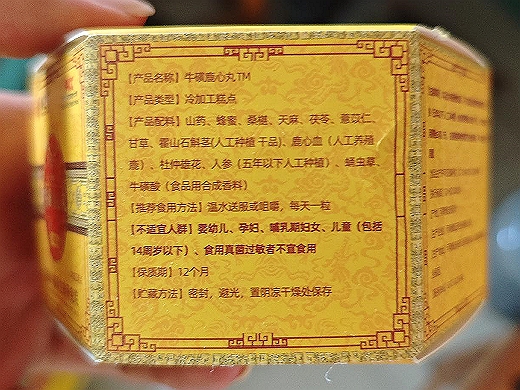 【产品名称】牛磺鹿心丸TM
【产品类型】冷加工糕点
【产品配料】山药、蜂蜜、桑椹、天麻、茯苓、薏苡仁、
甘草、霍山石斛茎(人工种植 干品)、鹿心血（人工养殖
鹿）、杜仲雄花、人参（五年以下人工种植）、蛹虫草、
牛磺酸（食品用合成香料）
【推荐食用方法】温水送服或咀嚼，每天一粒
【不适宜人群】婴幼儿、孕妇、哺乳期妇女、儿童（包括
14周岁以下）、食用真菌过敏者不宜食用
【保质期】12个月
【贮藏方法】密封，避光，置阴凉干燥处保存